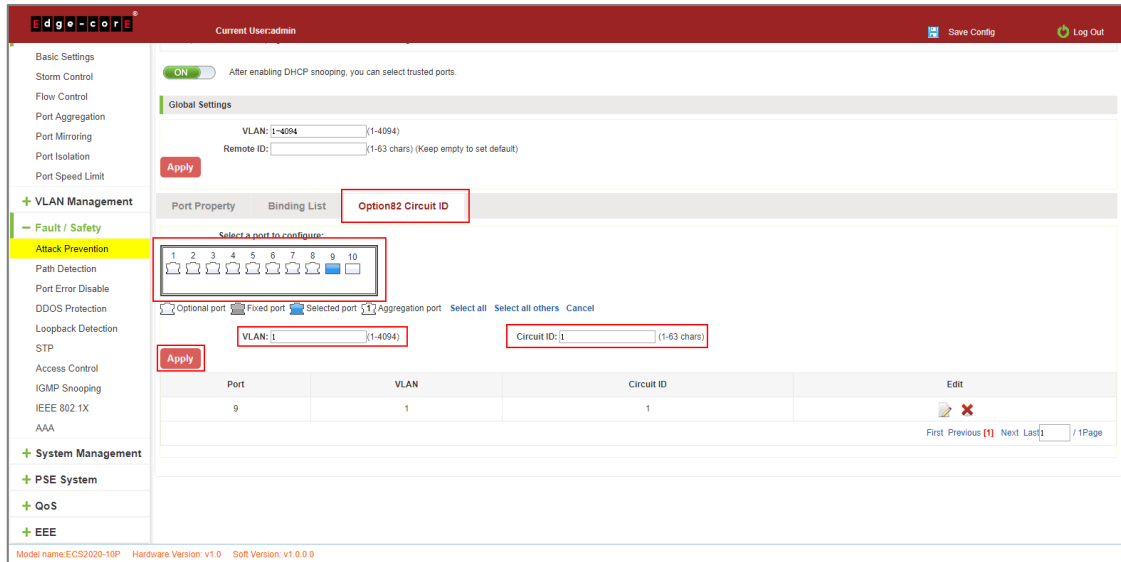 Edge-corE®
Current User:admin
Save Config
Log Out
Basic Settings
Storm Control
Flow Control
Port Aggregation
Port Mirroring
Port Isolation
Port Speed Limit
+ VLAN Management
− Fault / Safety
Attack Prevention
Path Detection
Port Error Disable
DDOS Protection
Loopback Detection
STP
Access Control
IGMP Snooping
IEEE 802.1X
AAA
+ System Management
+ PSE System
+ QoS
+ EEE
ON After enabling DHCP snooping, you can select trusted ports.
Global Settings
VLAN: 1-4094 (1-4094)
Remote ID: (1-63 chars) (Keep empty to set default)
Apply
Port Property Binding List Option82 Circuit ID
Select a port to configure:
1 2 3 4 5 6 7 8 9 10
Optional port Fixed port Selected port 1 Aggregation port Select all Select all others Cancel
VLAN: 1 (1-4094) Circuit ID: 1 (1-63 chars)
Apply
Port VLAN Circuit ID Edit
9 1 1
First Previous [1] Next Last 1 / 1Page
Model name:ECS2020-10P Hardware Version: v1.0 Soft Version: v1.0.0.0